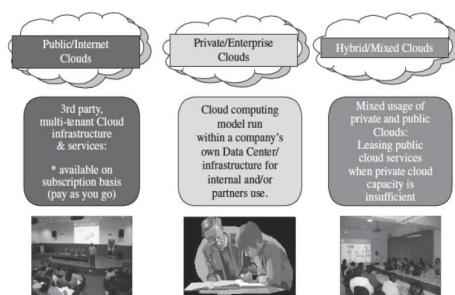 Public/Internet
Clouds
Private/Enterprise
Clouds
Hybrid/Mixed Clouds
3rd party,
multi-tenant Cloud
infrastructure
& services:
* available on
subscription basis
(pay as you go)
Cloud computing
model run
within a company's
own Data Center/
infrastructure for
internal and/or
partners use.
Mixed usage of
private and public
Clouds:
Leasing public
cloud services
when private cloud
capacity is
insufficient